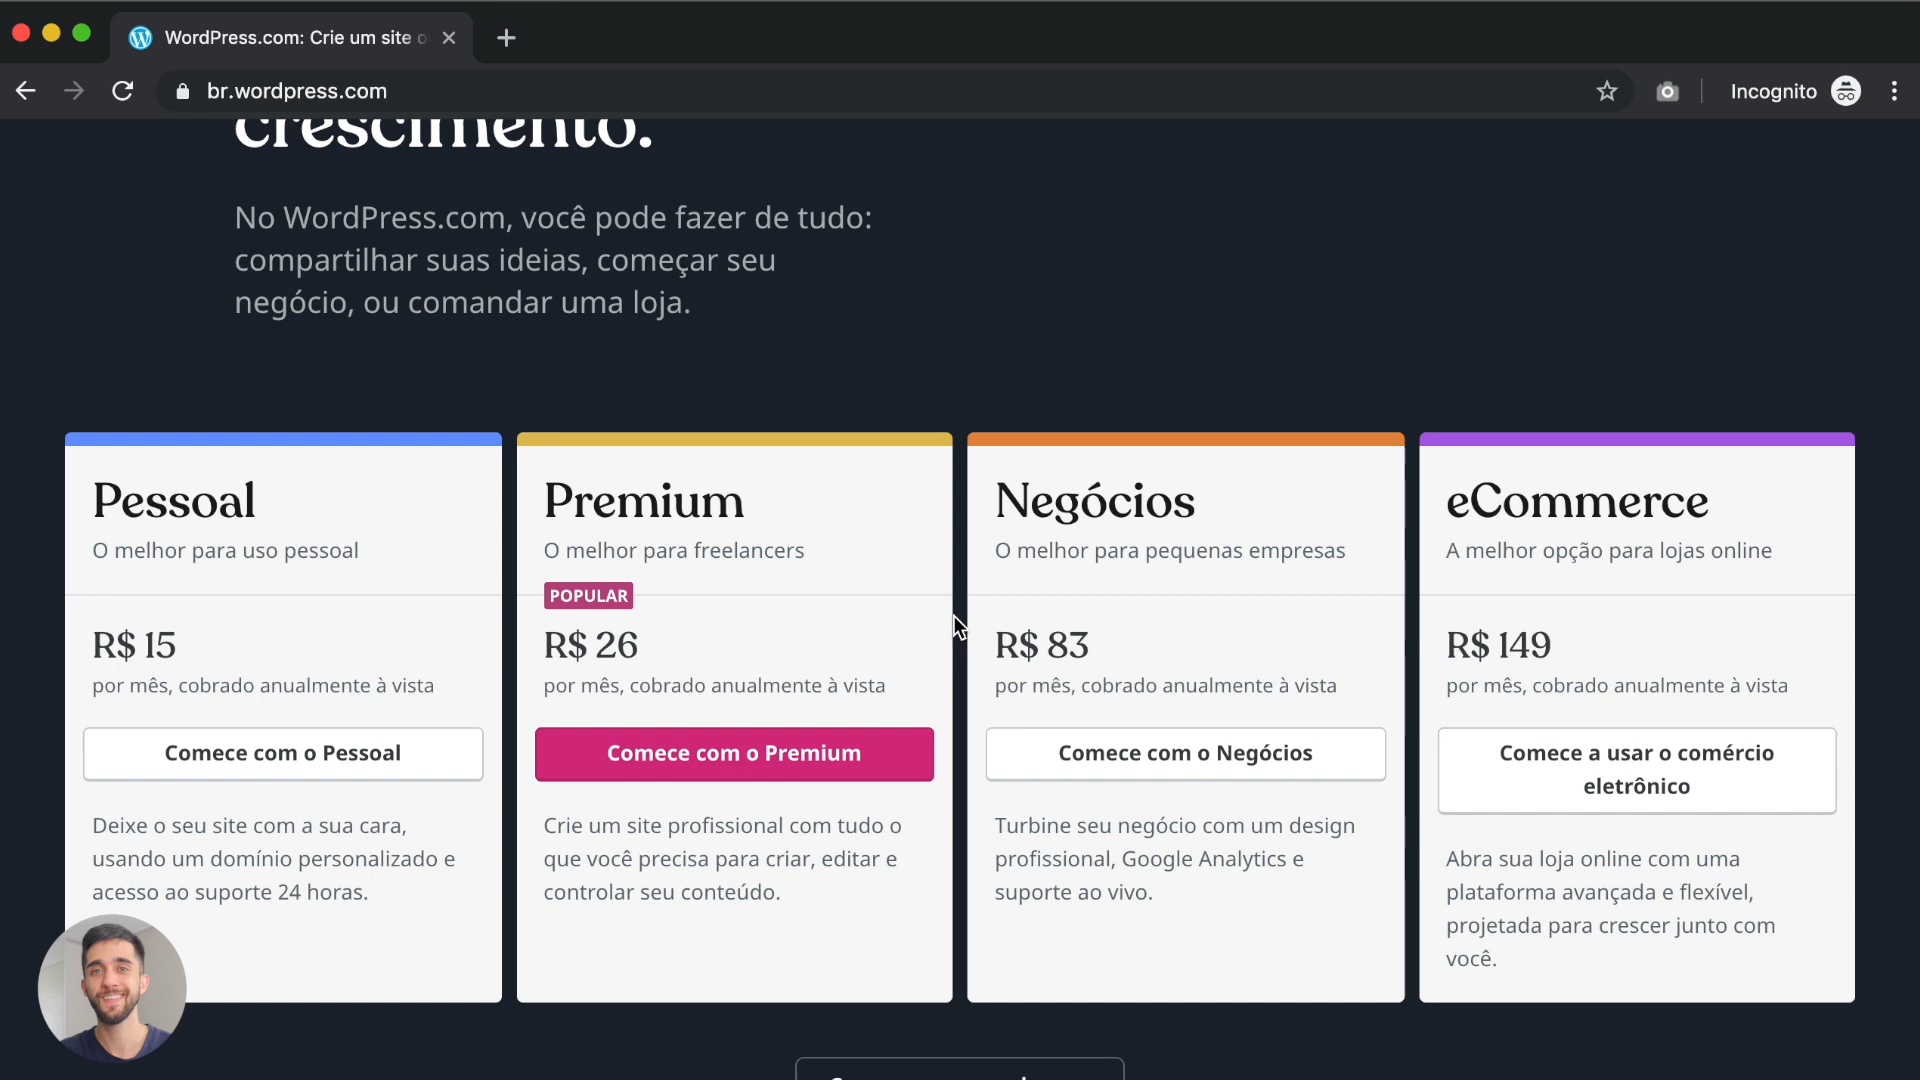 WordPress.com: Crie um site o
br.wordpress.com
Incognito
crescimento.
No WordPress.com, você pode fazer de tudo:
compartilhar suas ideias, começar seu
negócio, ou comandar uma loja.
Pessoal
O melhor para uso pessoal
R$ 15
por mês, cobrado anualmente à vista
Comece com o Pessoal
Deixe o seu site com a sua cara,
usando um domínio personalizado e
acesso ao suporte 24 horas.
Premium
O melhor para freelancers
POPULAR
R$ 26
por mês, cobrado anualmente à vista
Comece com o Premium
Crie um site profissional com tudo o
que você precisa para criar, editar e
controlar seu conteúdo.
Negócios
O melhor para pequenas empresas
R$ 83
por mês, cobrado anualmente à vista
Comece com o Negócios
Turbine seu negócio com um design
profissional, Google Analytics e
suporte ao vivo.
eCommerce
A melhor opção para lojas online
R$ 149
por mês, cobrado anualmente à vista
Comece a usar o comércio
eletrônico
Abra sua loja online com uma
plataforma avançada e flexível,
projetada para crescer junto com
você.